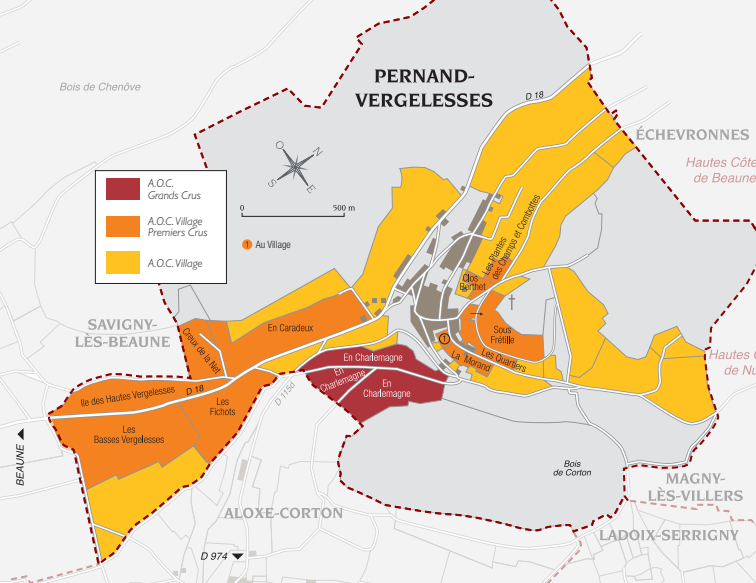 PERNAND-
VERGELESSES
Bois de Chenôve
D 18
ÉCHEVRONNES
Hautes Côte
de Beaune
O
N
S
E
0
500 m
1 Au Village
A.O.C.
Grands Crus
A.O.C. Village
Premiers Crus
A.O.C. Village
Les Plantes
des Champs et Combottes
Clos
Berthet
SAVIGNY-
LÈS-BEAUNE
En Caradeux
Creux de la Net
1
Sous
Frétille
Les Quartiers
La Morand
En Charlemagne
En
Charlemagne
En
Charlemagne
Hautes C
de Nu
Ile des Hautes Vergelesses
D 18
Les
Fichots
D 115d
Les
Basses Vergelesses
BEAUNE
Bois
de Corton
MAGNY-
LÈS-VILLERS
ALOXE-CORTON
LADOIX-SERRIGNY
D 974